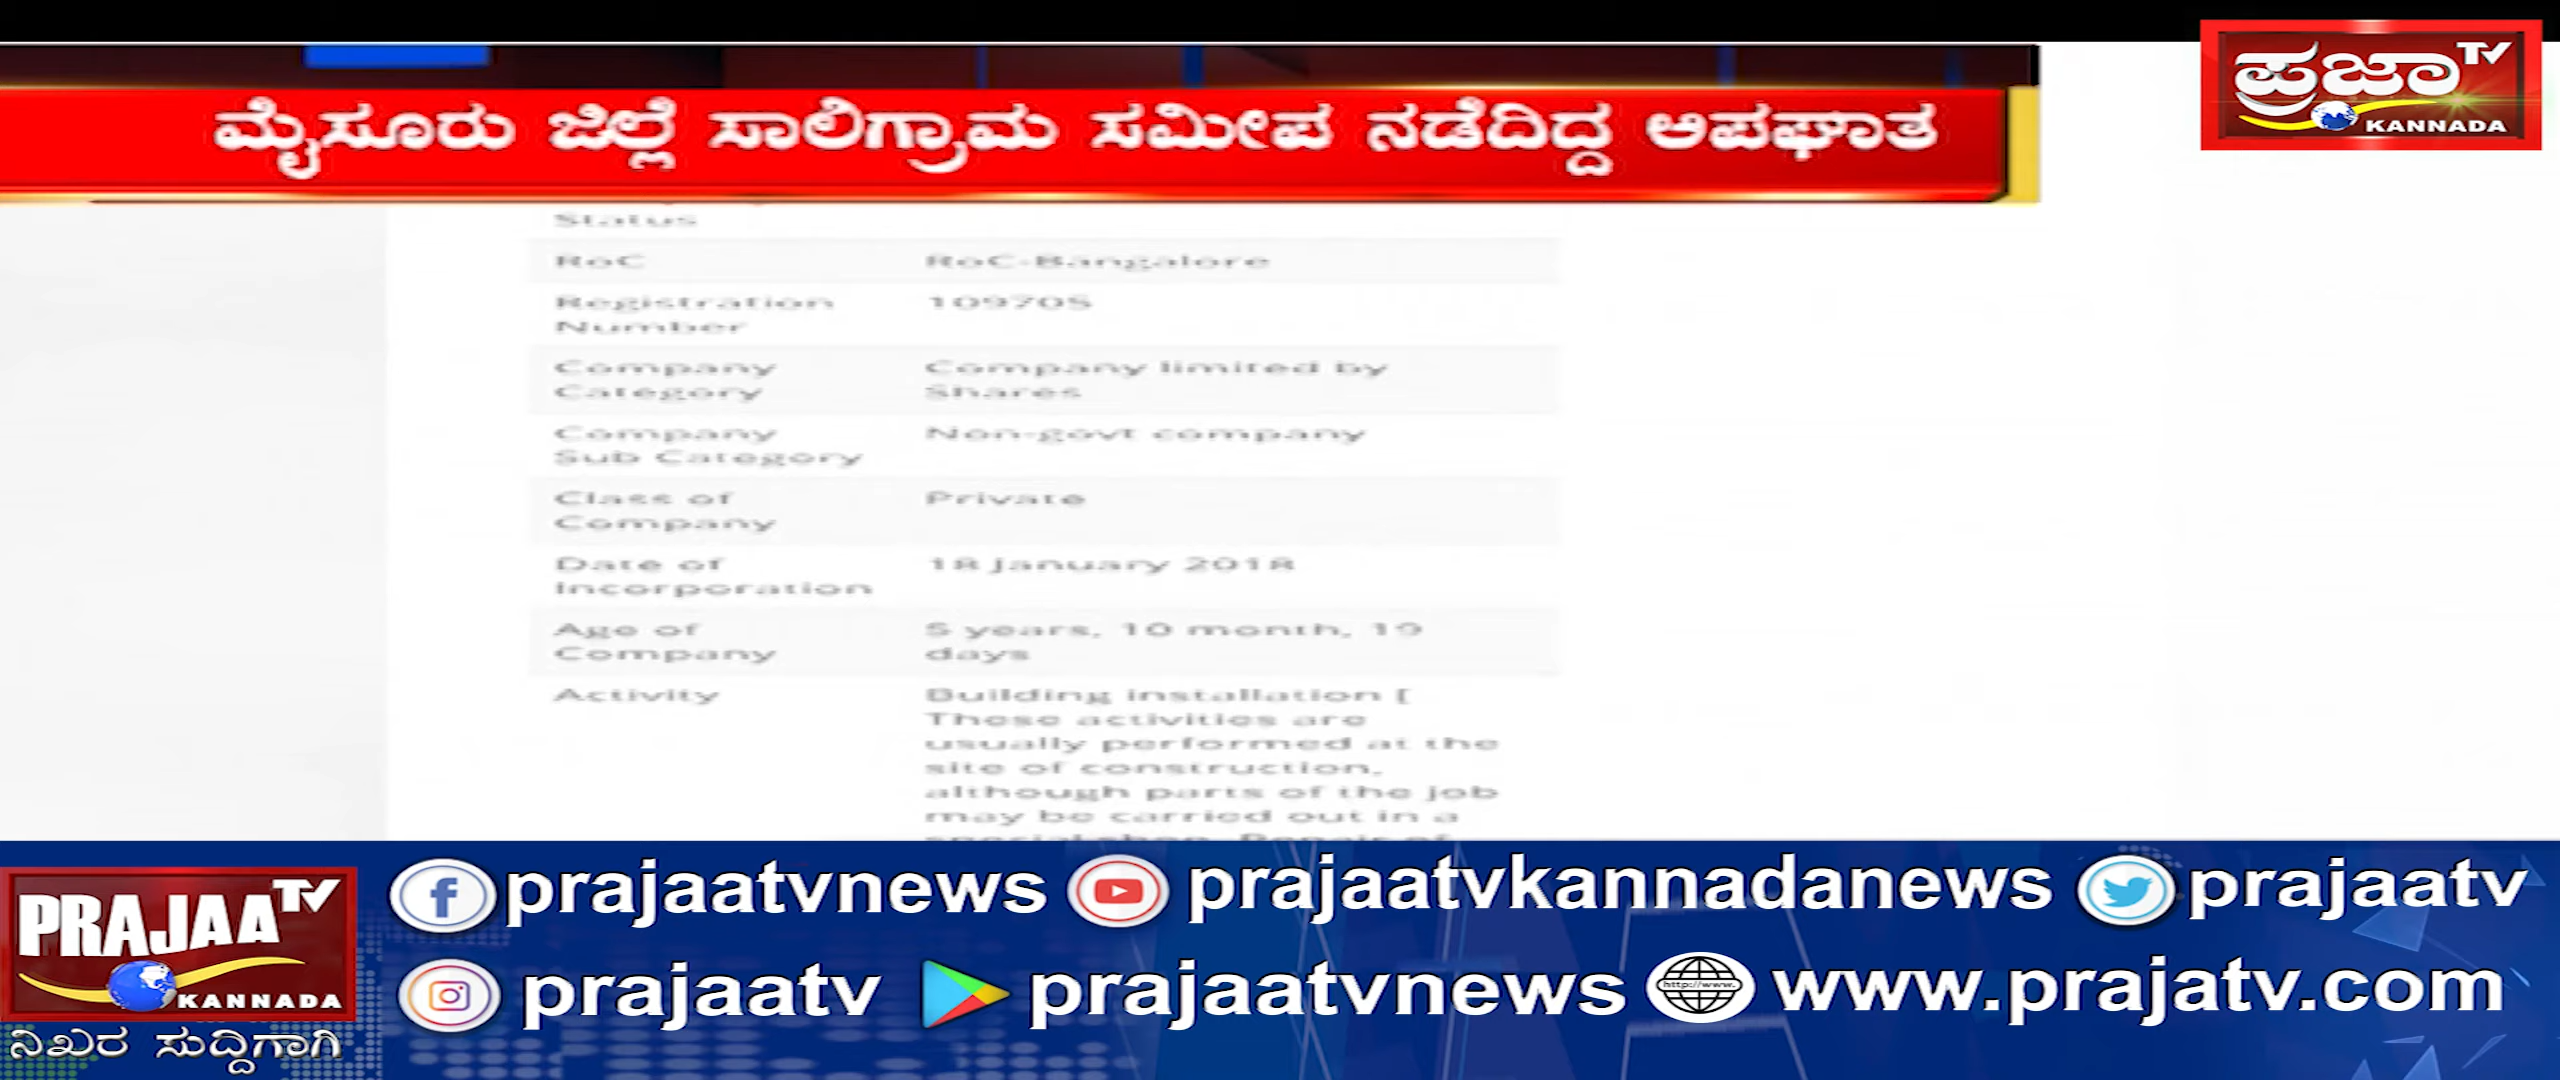 ಪ್ರಜಾ TV
KANNADA
ಮೈಸೂರು ಜಿಲ್ಲೆ ಸಾಲಿಗ್ರಾಮ ಸಮೀಪ ನಡೆದಿದ್ದ ಅಪಘಾತ
Status
RoC RoC-Bangalore
Registration Number 109705
Company Category Company limited by Shares
Company Sub Category Non-govt company
Class of Company Private
Date of Incorporation 18 January 2018
Age of Company 5 years, 10 month, 19 days
Activity Building installation [
These activities are
usually performed at the
site of construction,
although parts of the job
may be carried out in a
PRAJAA TV
KANNADA
ನಿಖರ ಸುದ್ದಿಗಾಗಿ
prajaatvnews prajaatvkannadanews prajaatv
prajaatv prajaatvnews http://www. www.prajatv.com